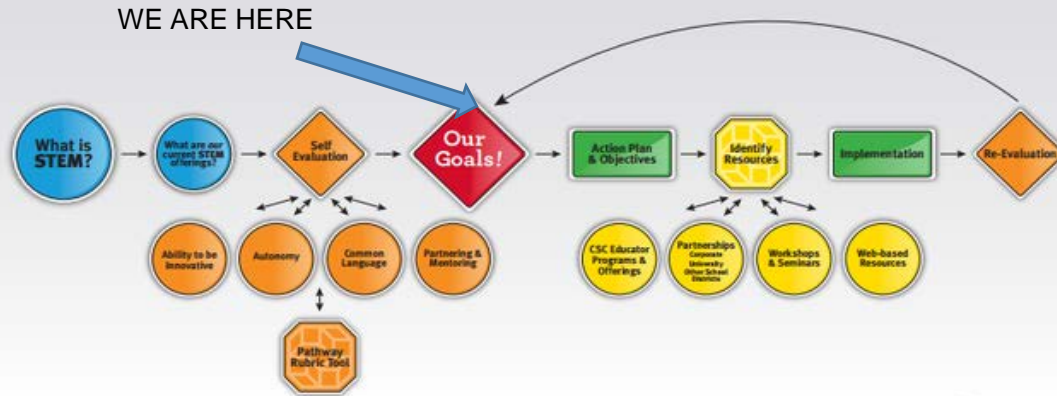 WE ARE HERE
What is
STEM?
What are our
current STEM
offerings?
Self
Evaluation
Our
Goals!
Action Plan
& Objectives
Identify
Resources
Implementation
Re-Evaluation
Ability to be
Innovative
Autonomy
Common
Language
Partnering &
Mentoring
CSC Educator
Programs &
Offerings
Partnerships
Corporate
University
Other School
Districts
Workshops
& Seminars
Web-based
Resources
Pathway
Rubric Tool